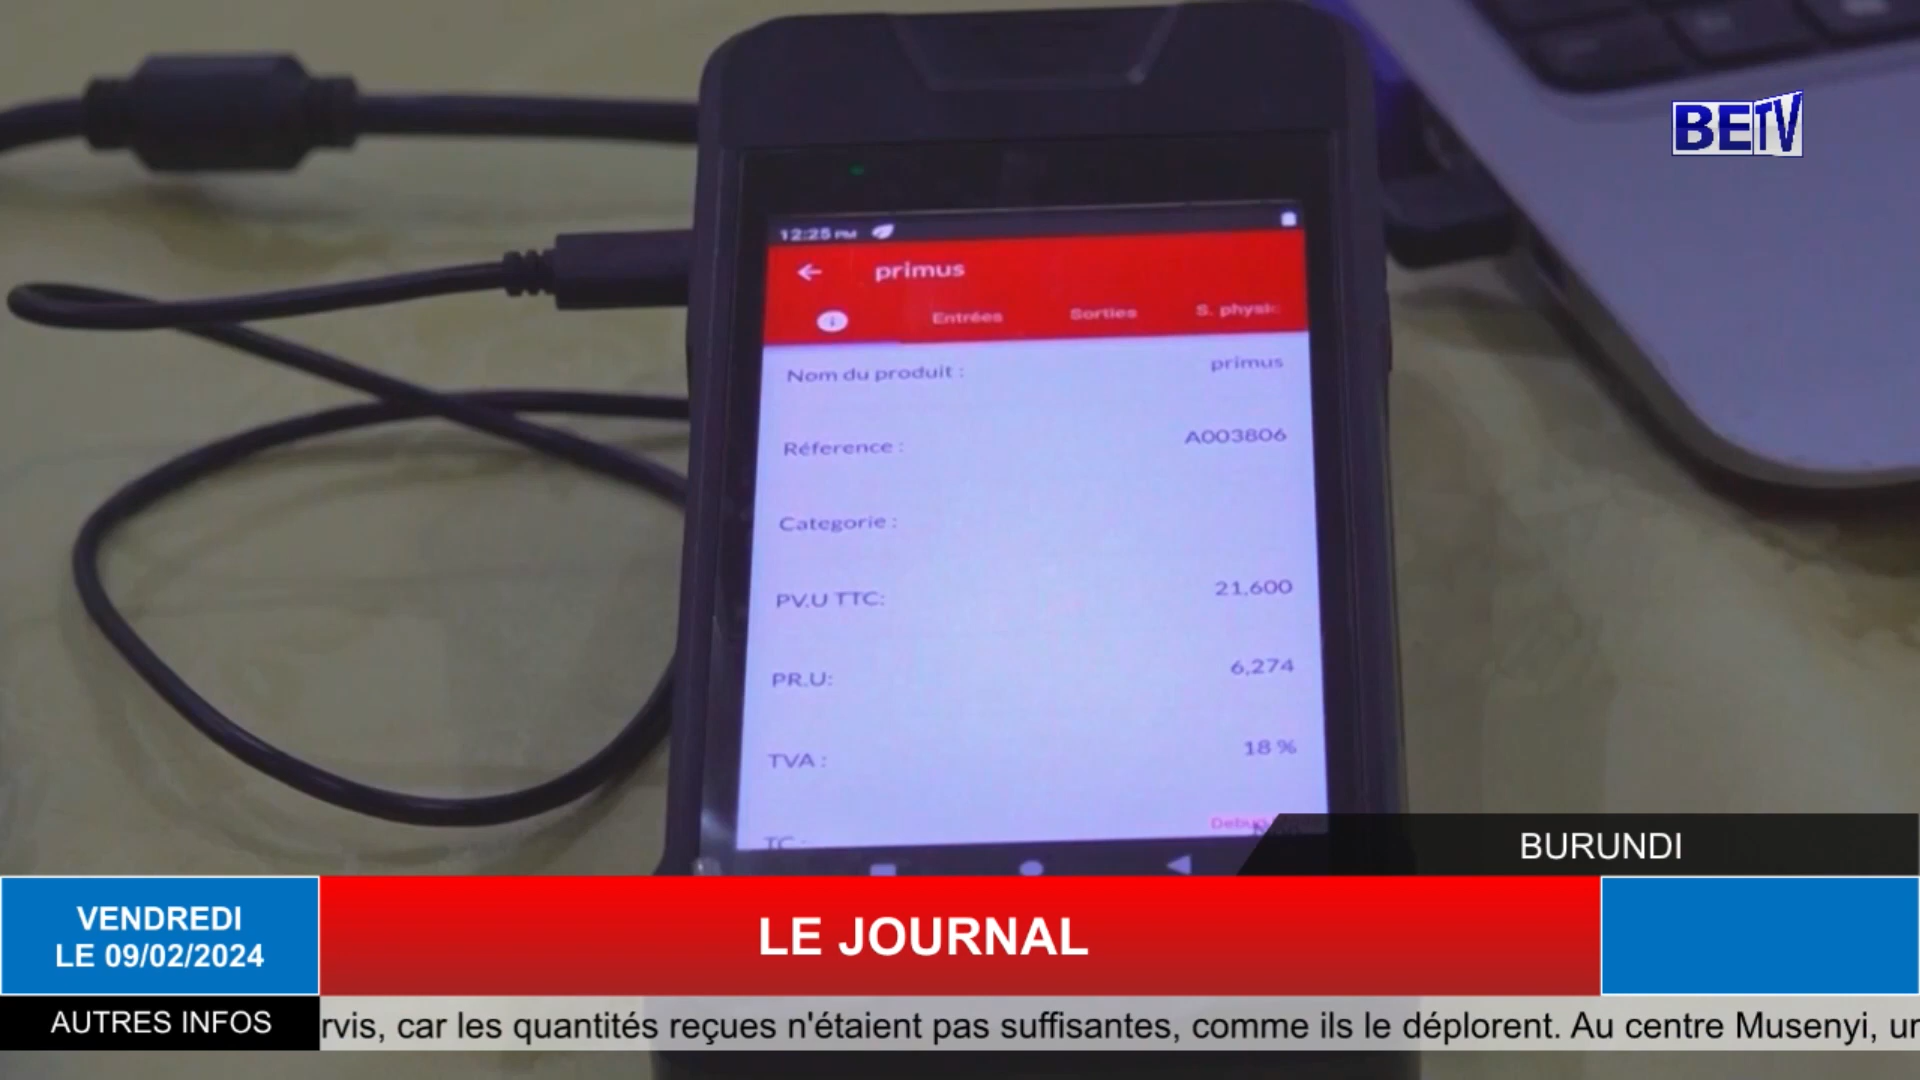 BETV
12:25 PM
primus
Entrées Sorties S. physic
Nom du produit : primus
Réference : A003806
Categorie :
PV.U TTC: 21,600
PR.U: 6,274
TVA : 18 %
TC :
BURUNDI
VENDREDI
LE 09/02/2024
LE JOURNAL
AUTRES INFOS
rvis, car les quantités reçues n'étaient pas suffisantes, comme ils le déplorent. Au centre Musenyi, ur